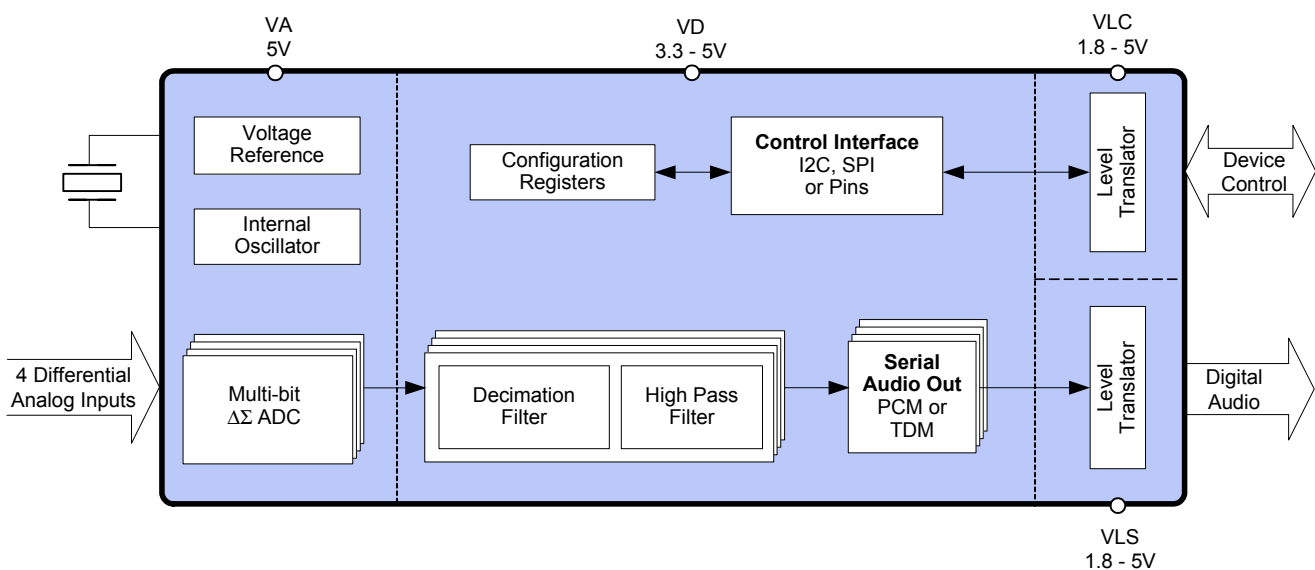 VA
5V
VD
3.3 - 5V
VLC
1.8 - 5V
Voltage
Reference
Configuration
Registers
Control Interface
I2C, SPI
or Pins
Level
Translator
Device
Control
Internal
Oscillator
4 Differential
Analog Inputs
Multi-bit
ΔΣ ADC
Decimation
Filter
High Pass
Filter
Serial
Audio Out
PCM or
TDM
Level
Translator
Digital
Audio
VLS
1.8 - 5V